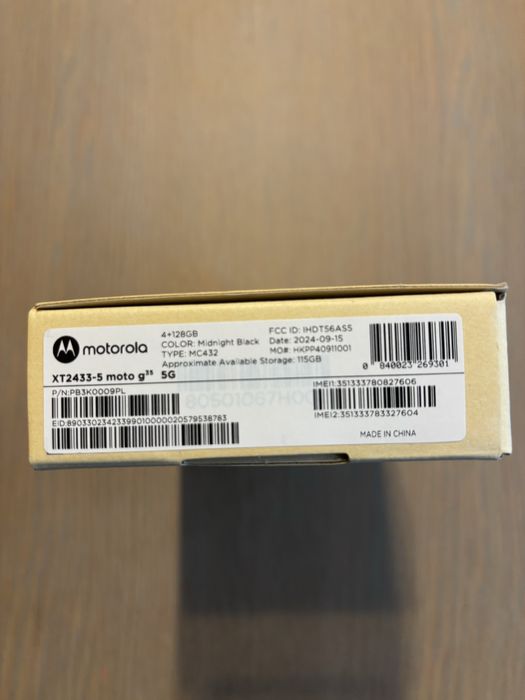 motorola
4+128GB
COLOR: Midnight Black
TYPE: MC432
Approximate Available Storage: 115GB
FCC ID: IHDT56AS5
Date: 2024-09-15
MO#: HKPP40911001
0 840023 269301
XT2433-5 moto g³⁵ 5G
P/N:PB3K0009PL
EID:89033023423399010000020579538783
IMEI1:351333780827606
IMEI2:351333783327604
MADE IN CHINA